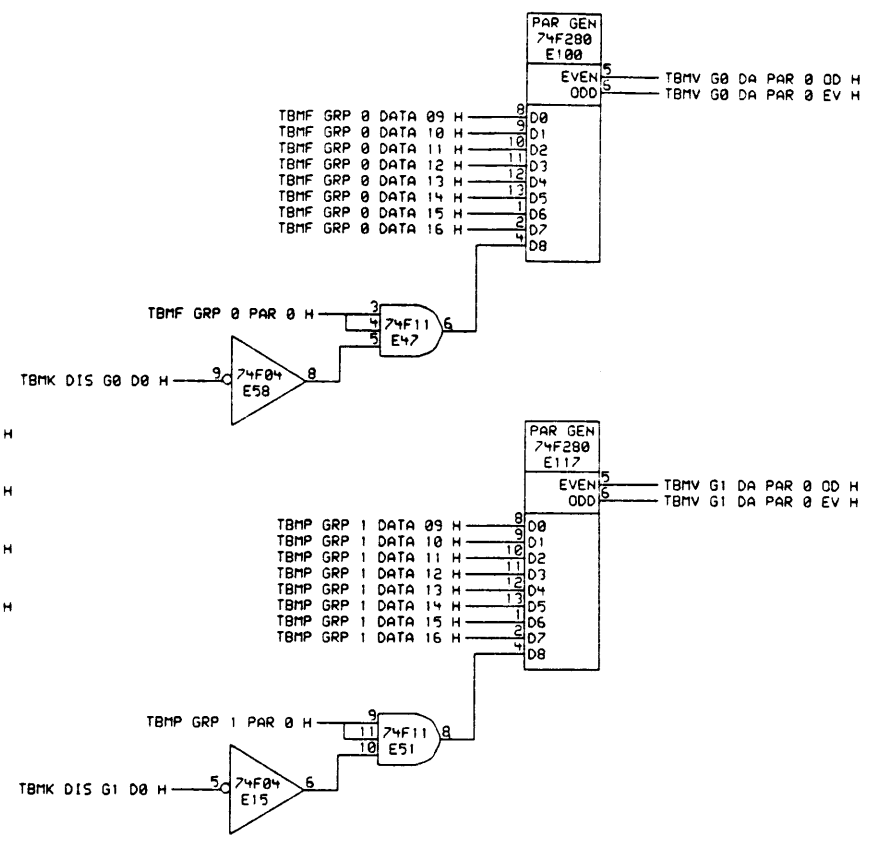 PAR GEN
74F280
E100
EVEN 5 TBMV G0 DA PAR 0 OD H
ODD 6 TBMV G0 DA PAR 0 EV H
TBMF GRP 0 DATA 09 H 8 D0
TBMF GRP 0 DATA 10 H 9 D1
TBMF GRP 0 DATA 11 H 10 D2
TBMF GRP 0 DATA 12 H 11 D3
TBMF GRP 0 DATA 13 H 12 D4
TBMF GRP 0 DATA 14 H 13 D5
TBMF GRP 0 DATA 15 H 1 D6
TBMF GRP 0 DATA 16 H 2 D7
4 D8
TBMF GRP 0 PAR 0 H 3
4 74F11 6
5 E47
TBMK DIS G0 D0 H 9 74F04 8
E58
H
H
H
H
PAR GEN
74F280
E117
EVEN 5 TBMV G1 DA PAR 0 OD H
ODD 6 TBMV G1 DA PAR 0 EV H
TBMP GRP 1 DATA 09 H 8 D0
TBMP GRP 1 DATA 10 H 9 D1
TBMP GRP 1 DATA 11 H 10 D2
TBMP GRP 1 DATA 12 H 11 D3
TBMP GRP 1 DATA 13 H 12 D4
TBMP GRP 1 DATA 14 H 13 D5
TBMP GRP 1 DATA 15 H 1 D6
TBMP GRP 1 DATA 16 H 2 D7
4 D8
TBMP GRP 1 PAR 0 H 9
11 74F11 8
10 E51
TBMK DIS G1 D0 H 5 74F04 6
E15